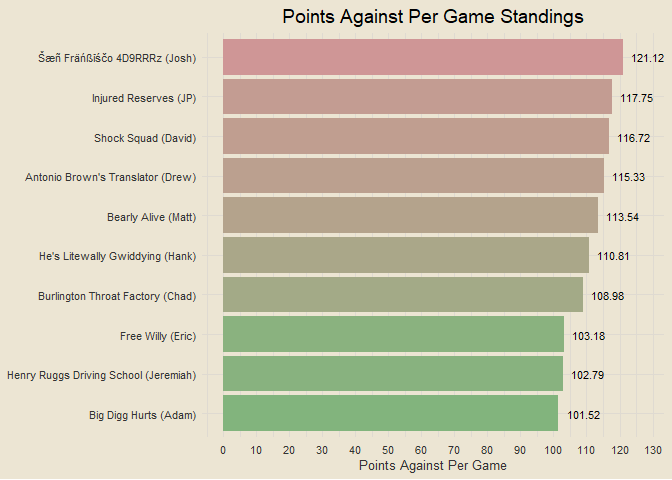 Points Against Per Game Standings
Šæñ Fräńßïščo 4D9RRRz (Josh) 121.12
Injured Reserves (JP) 117.75
Shock Squad (David) 116.72
Antonio Brown's Translator (Drew) 115.33
Bearly Alive (Matt) 113.54
He's Litewally Gwiddying (Hank) 110.81
Burlington Throat Factory (Chad) 108.98
Free Willy (Eric) 103.18
Henry Ruggs Driving School (Jeremiah) 102.79
Big Digg Hurts (Adam) 101.52
0 10 20 30 40 50 60 70 80 90 100 110 120 130
Points Against Per Game